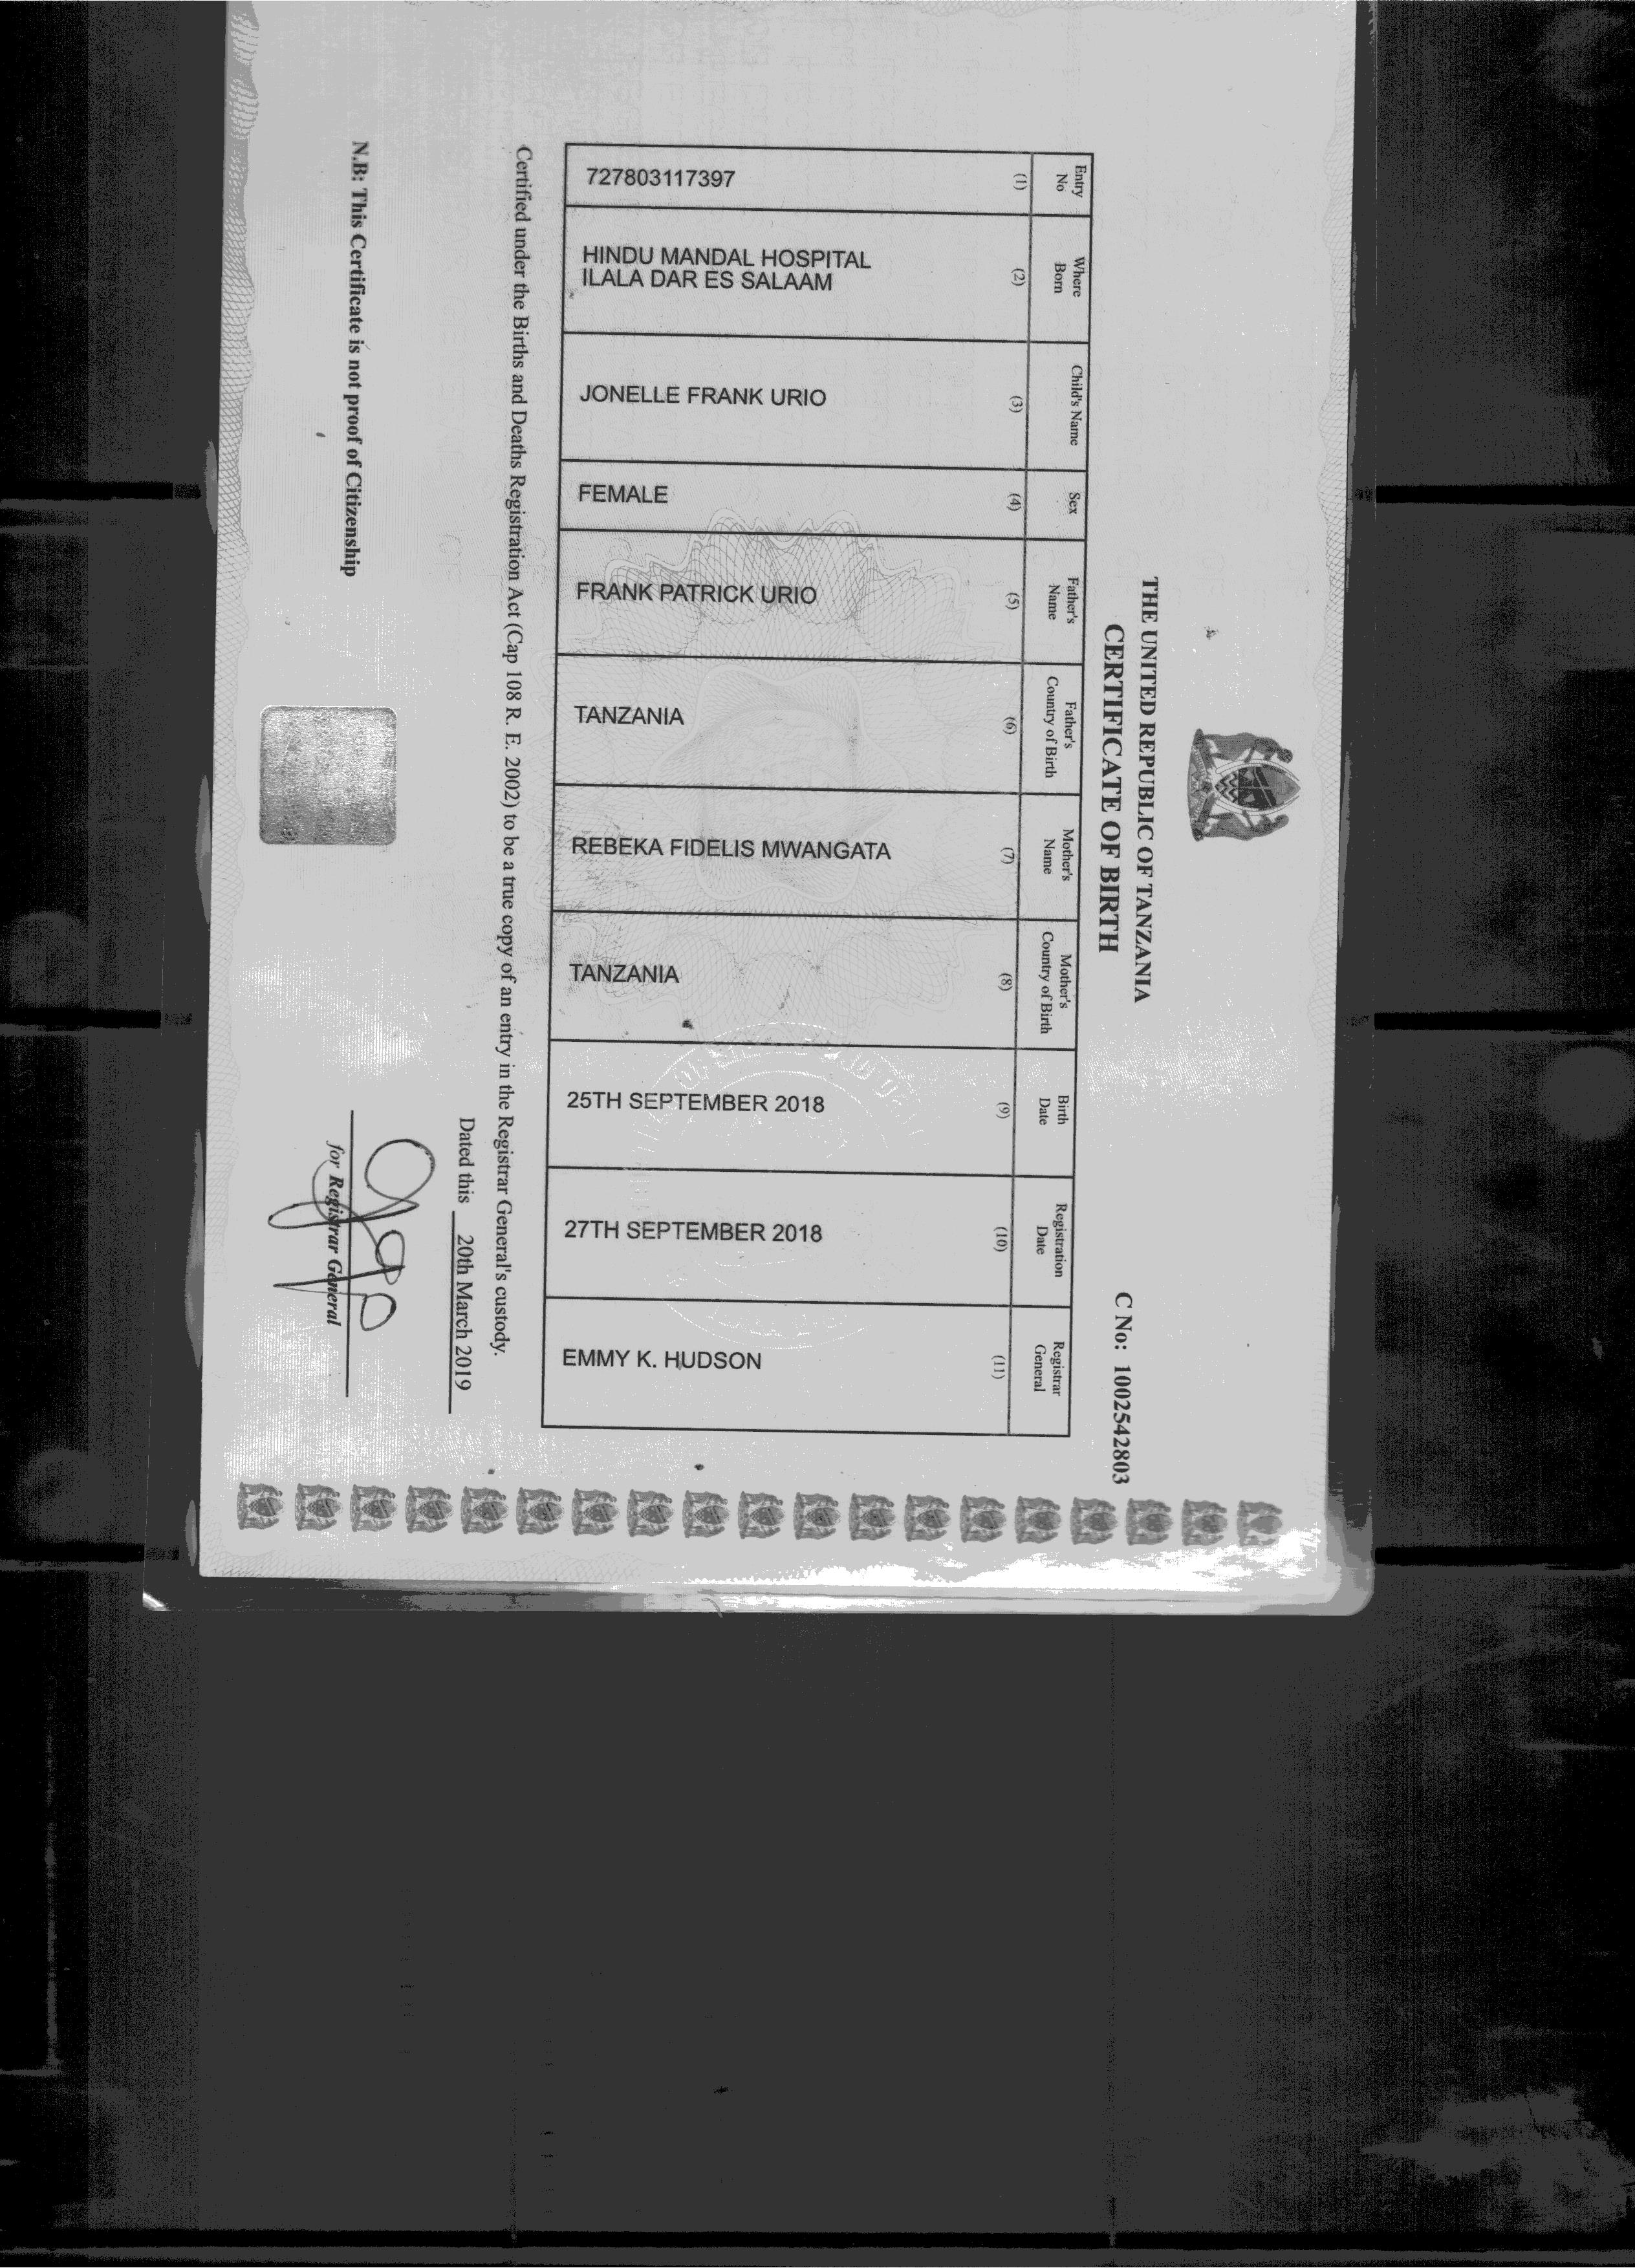 THE UNITED REPUBLIC OF TANZANIA
CERTIFICATE OF BIRTH
C No: 1002542803
Entry No
(1)
727803117397
Where Born
(2)
HINDU MANDAL HOSPITAL
ILALA DAR ES SALAAM
Child's Name
(3)
JONELLE FRANK URIO
Sex
(4)
FEMALE
Father's Name
(5)
FRANK PATRICK URIO
Father's Country of Birth
(6)
TANZANIA
Mother's Name
(7)
REBEKA FIDELIS MWANGATA
Mother's Country of Birth
(8)
TANZANIA
Birth Date
(9)
25TH SEPTEMBER 2018
Registration Date
(10)
27TH SEPTEMBER 2018
Registrar General
(11)
EMMY K. HUDSON
Certified under the Births and Deaths Registration Act (Cap 108 R. E. 2002) to be a true copy of an entry in the Registrar General's custody.
Dated this 20th March 2019
for Registrar General
N.B: This Certificate is not proof of Citizenship